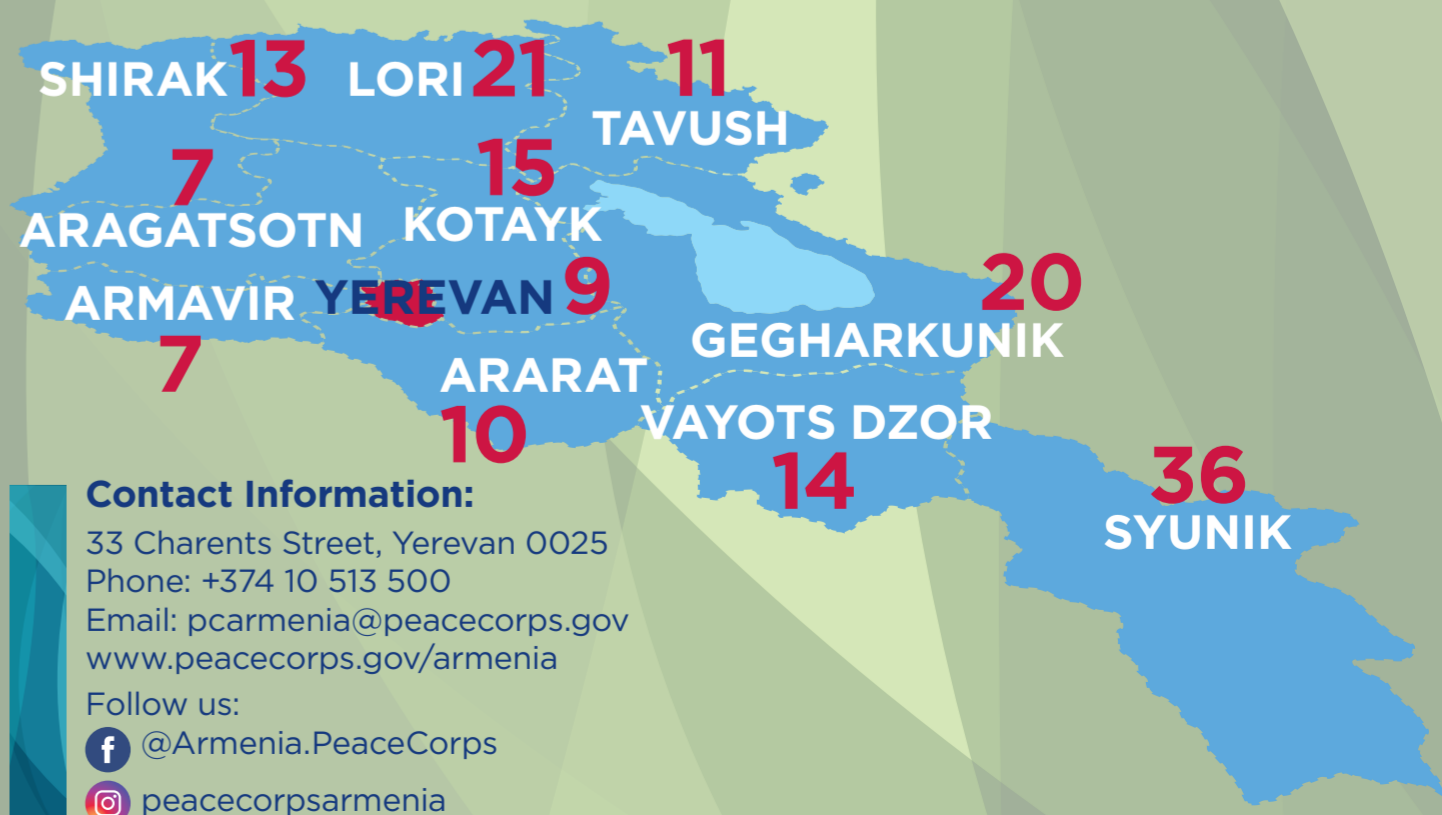 SHIRAK 13
LORI 21
11
TAVUSH
7
ARAGATSOTN
15
KOTAYK
ARMAVIR
7
YEREVAN 9
20
GEGHARKUNIK
ARARAT
10
VAYOTS DZOR
14
36
SYUNIK
Contact Information:
33 Charents Street, Yerevan 0025
Phone: +374 10 513 500
Email: pcarmenia@peacecorps.gov
www.peacecorps.gov/armenia
Follow us:
f @Armenia.PeaceCorps
peacecorpsarmenia